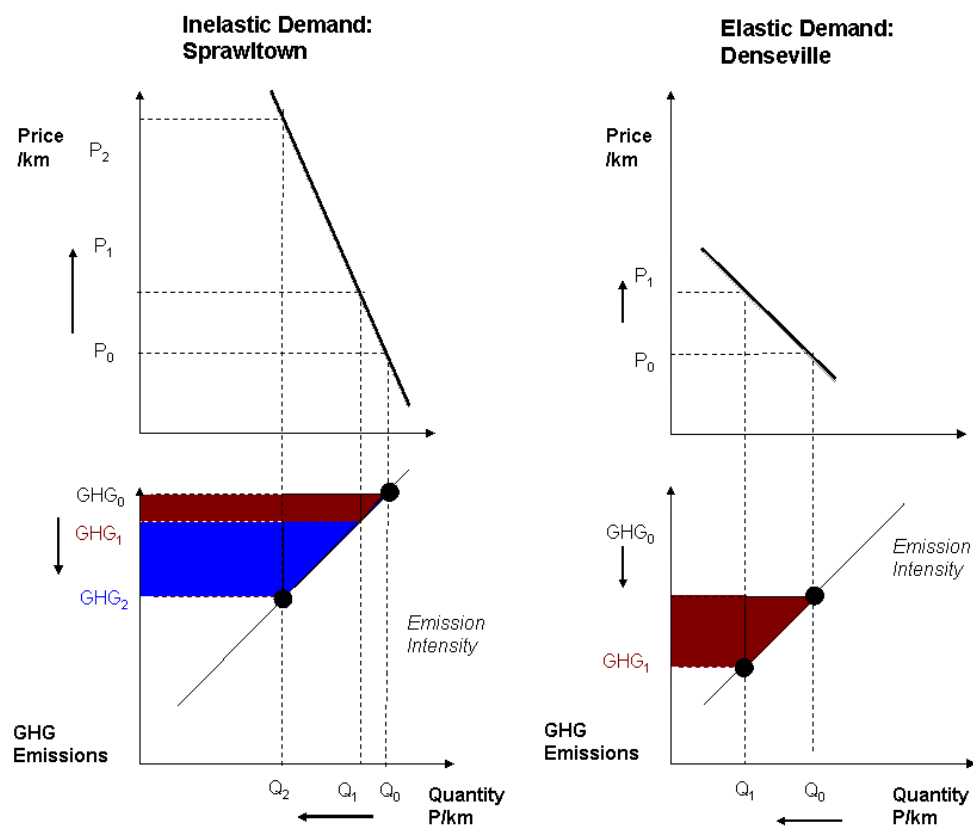 Inelastic Demand:
Sprawltown
Price
/km
P2
P1
P0
GHG0
GHG1
GHG2
Emission
Intensity
GHG
Emissions
Q2
Q1
Q0
Quantity
P/km
Elastic Demand:
Denseville
Price
/km
P1
P0
GHG0
Emission
Intensity
GHG1
GHG
Emissions
Q1
Q0
Quantity
P/km